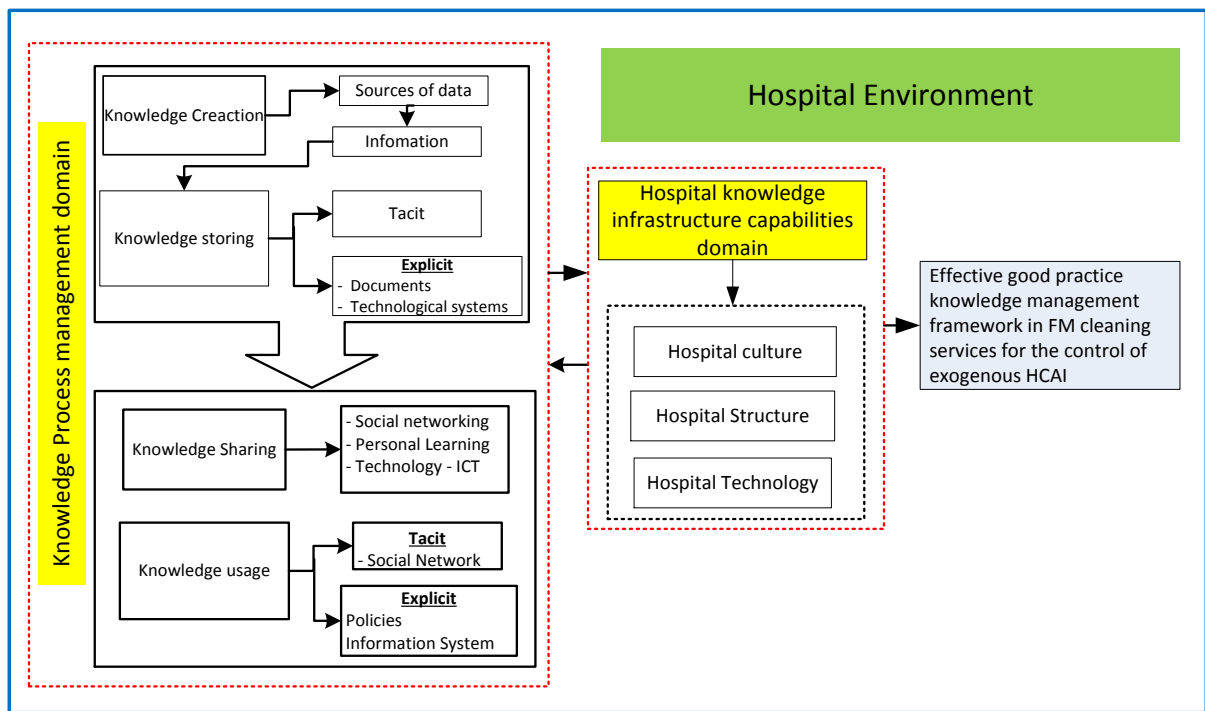 Knowledge Process management domain
Knowledge Creaction
Sources of data
Infomation
Knowledge storing
Tacit
Explicit
- Documents
- Technological systems
Knowledge Sharing
- Social networking
- Personal Learning
- Technology - ICT
Knowledge usage
Tacit
- Social Network
Explicit
Policies
Information System
Hospital Environment
Hospital knowledge
infrastructure capabilities
domain
Hospital culture
Hospital Structure
Hospital Technology
Effective good practice
knowledge management
framework in FM cleaning
services for the control of
exogenous HCAI